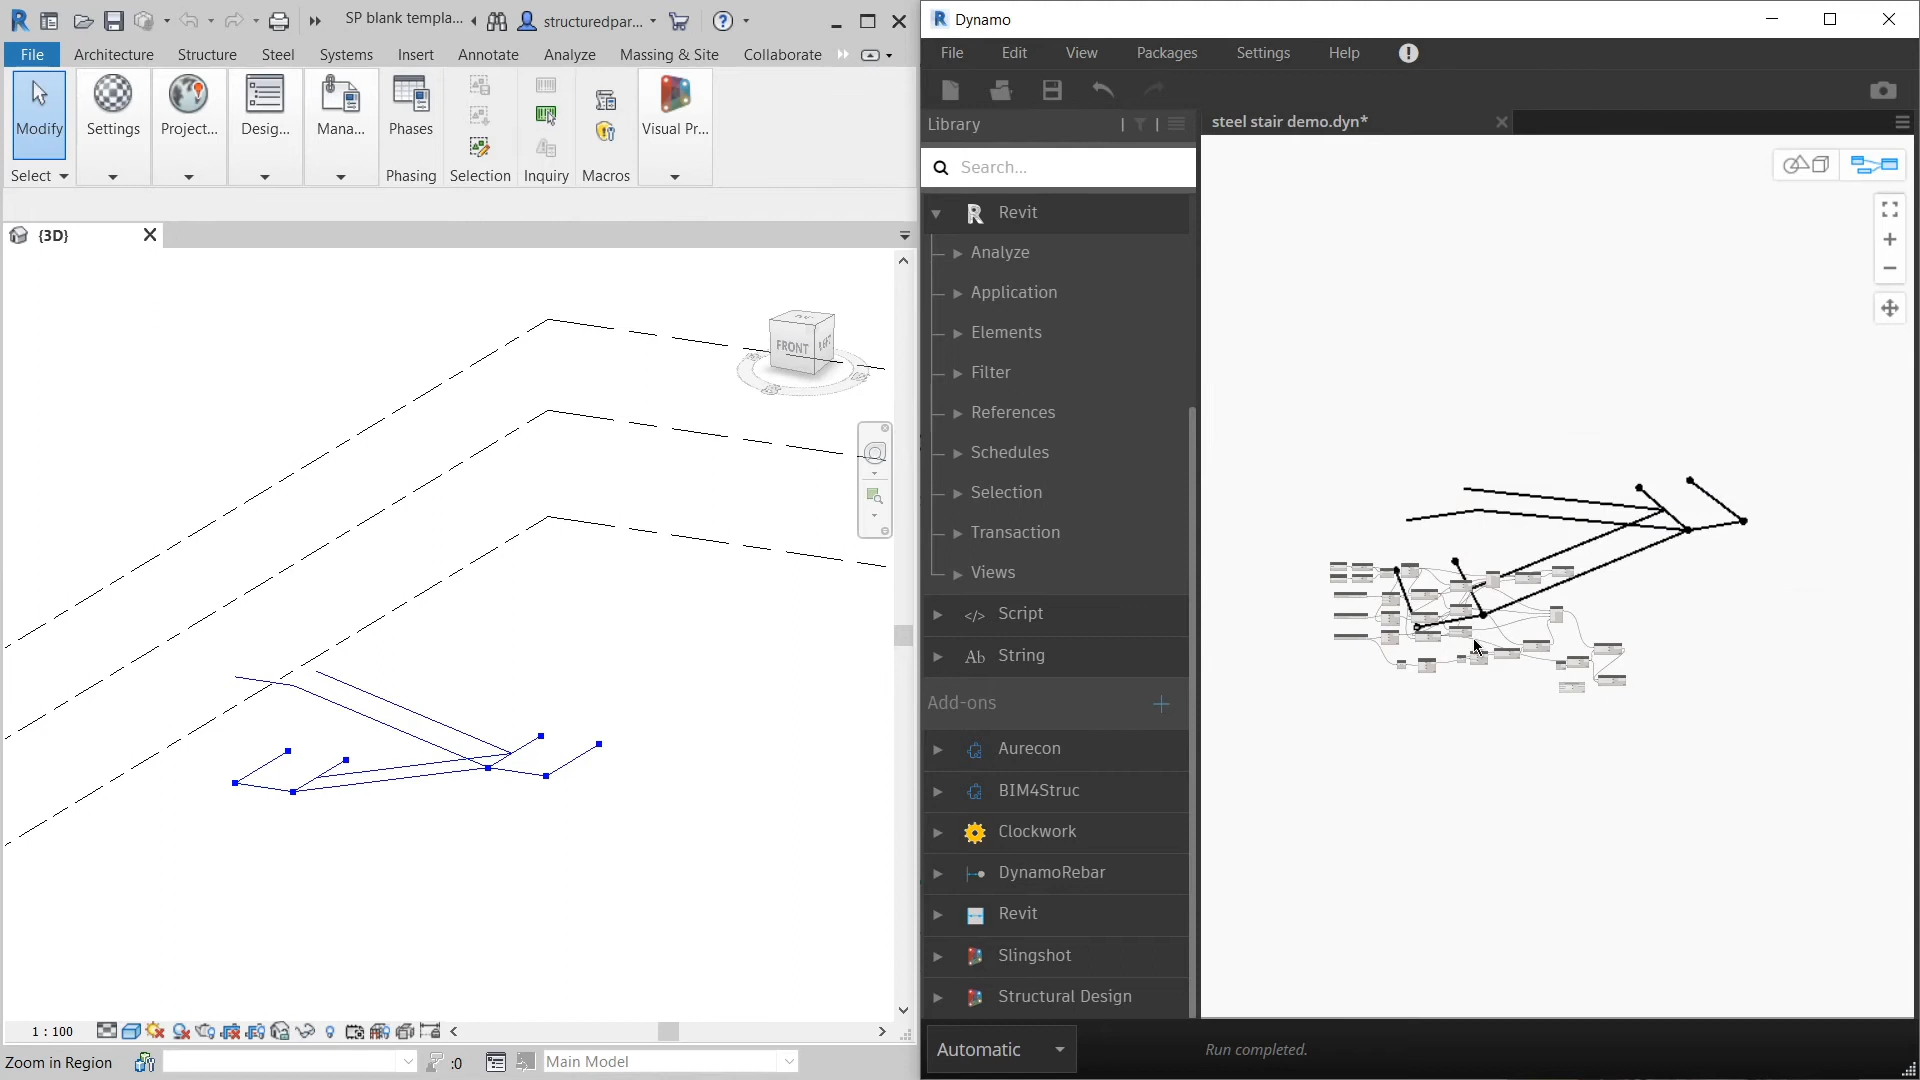 SP blank templa...
structuredpar...
File
Architecture
Structure
Steel
Systems
Insert
Annotate
Analyze
Massing & Site
Collaborate
Modify
Settings
Project...
Desig...
Mana...
Phases
Visual Pr...
Select
Phasing
Selection
Inquiry
Macros
{3D}
FRONT
1 : 100
Zoom in Region
:0
Main Model
Dynamo
File
Edit
View
Packages
Settings
Help
Library
steel stair demo.dyn*
Search...
Revit
Analyze
Application
Elements
Filter
References
Schedules
Selection
Transaction
Views
Script
Ab String
Add-ons
Aurecon
BIM4Struc
Clockwork
DynamoRebar
Revit
Slingshot
Structural Design
Automatic
Run completed.